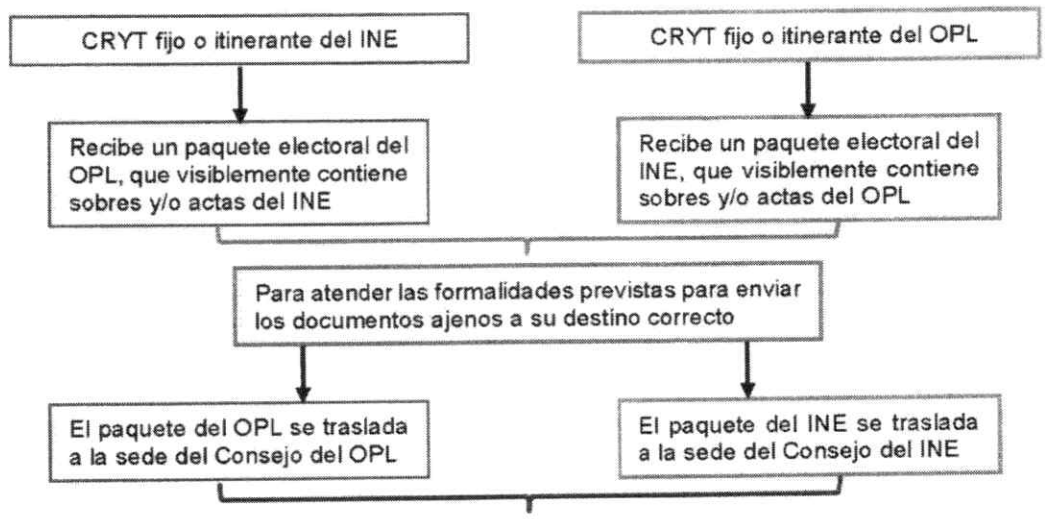 CRYT fijo o itinerante del INE
CRYT fijo o itinerante del OPL
Recibe un paquete electoral del
OPL, que visiblemente contiene
sobres y/o actas del INE
Recibe un paquete electoral del
INE, que visiblemente contiene
sobres y/o actas del OPL
Para atender las formalidades previstas para enviar
los documentos ajenos a su destino correcto
El paquete del OPL se traslada
a la sede del Consejo del OPL
El paquete del INE se traslada
a la sede del Consejo del INE